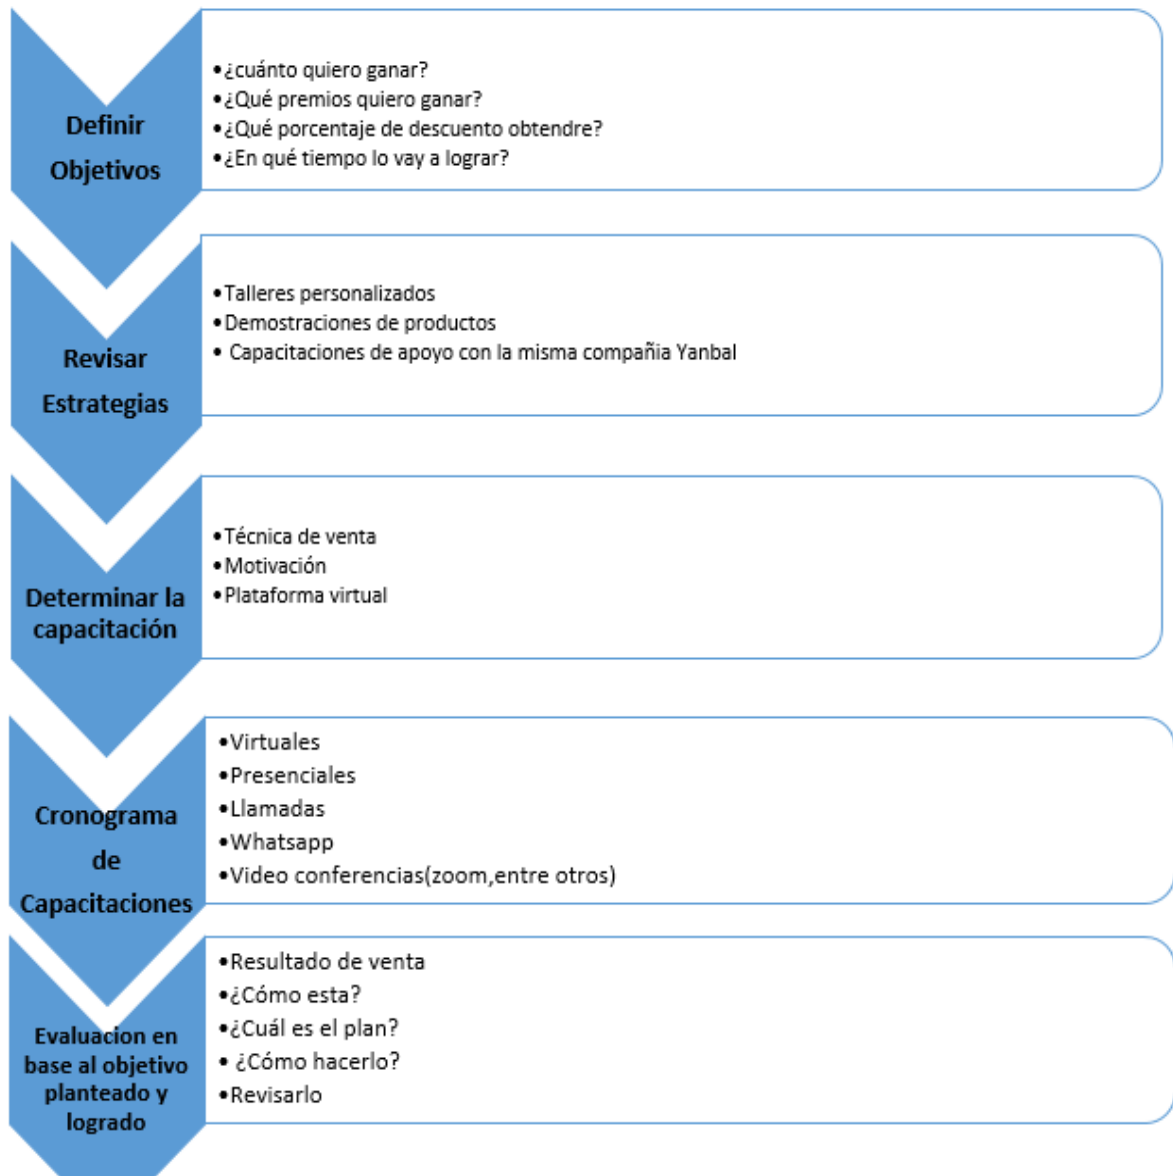 Definir
Objetivos
•¿cuánto quiero ganar?
•¿Qué premios quiero ganar?
•¿Qué porcentaje de descuento obtendre?
•¿En qué tiempo lo vay a lograr?
Revisar
Estrategias
•Talleres personalizados
•Demostraciones de productos
• Capacitaciones de apoyo con la misma compañia Yanbal
Determinar la
capacitación
•Técnica de venta
•Motivación
•Plataforma virtual
Cronograma
de
Capacitaciones
•Virtuales
•Presenciales
•Llamadas
•Whatsapp
•Video conferencias(zoom,entre otros)
Evaluacion en
base al objetivo
planteado y
logrado
•Resultado de venta
•¿Cómo esta?
•¿Cuál es el plan?
• ¿Cómo hacerlo?
•Revisarlo